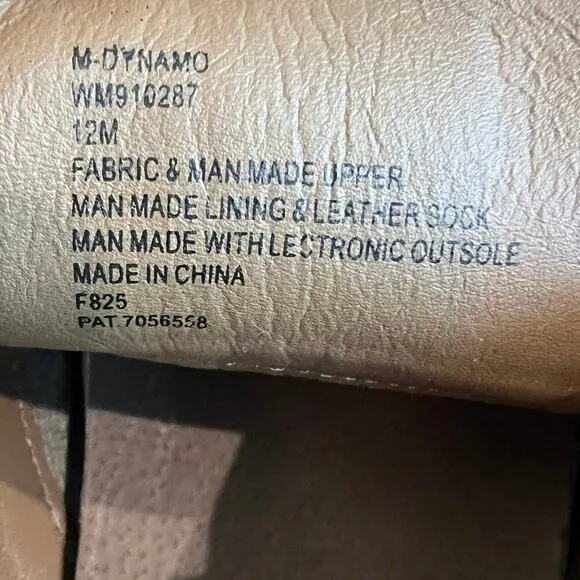 M-DYNAMO
WM910287
12M
FABRIC & MAN MADE UPPER
MAN MADE LINING & LEATHER SOCK
MAN MADE WITH LECTRONIC OUTSOLE
MADE IN CHINA
F825
PAT 7056558